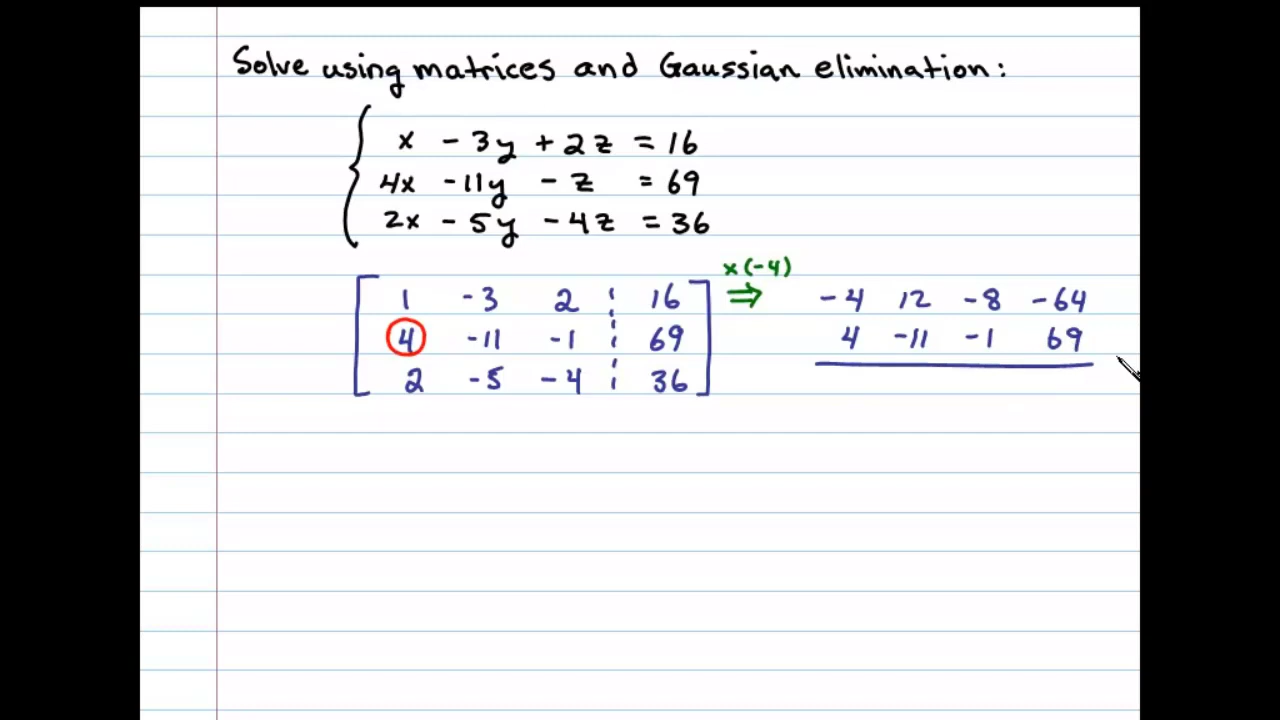 Solve using matrices and Gaussian elimination:
x - 3y + 2z = 16
4x - 11y - z = 69
2x - 5y - 4z = 36
x(-4)
1 -3 2 ¦ 16 ⇒ -4 12 -8 -64
4 -11 -1 ¦ 69 4 -11 -1 69
2 -5 -4 ¦ 36